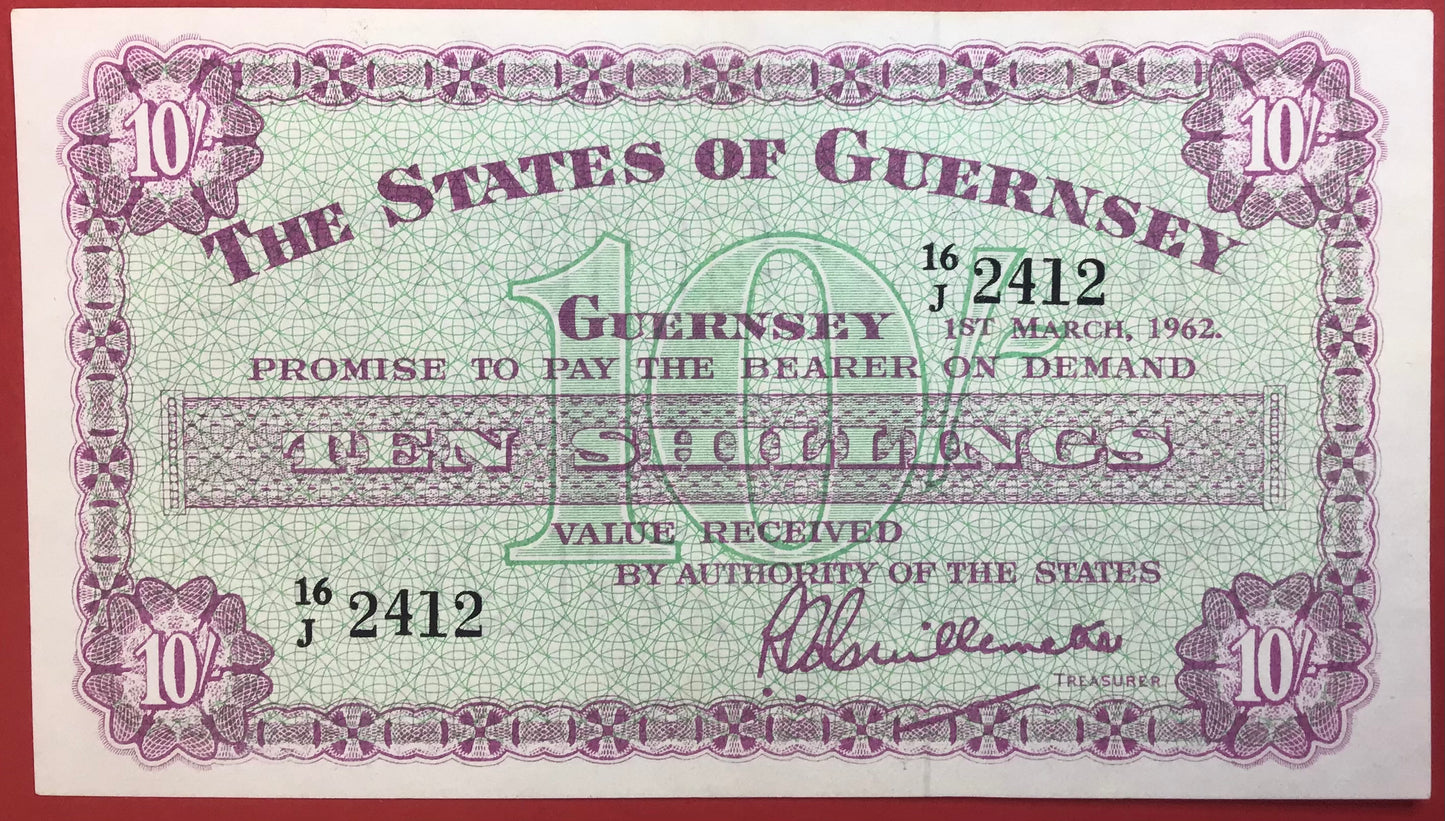 10/- 10/-
THE STATES OF GUERNSEY
16/J 2412
10/-
GUERNSEY 1ST MARCH, 1962.
PROMISE TO PAY THE BEARER ON DEMAND
TEN SHILLINGS
VALUE RECEIVED
BY AUTHORITY OF THE STATES
16/J 2412
TREASURER
10/- 10/-